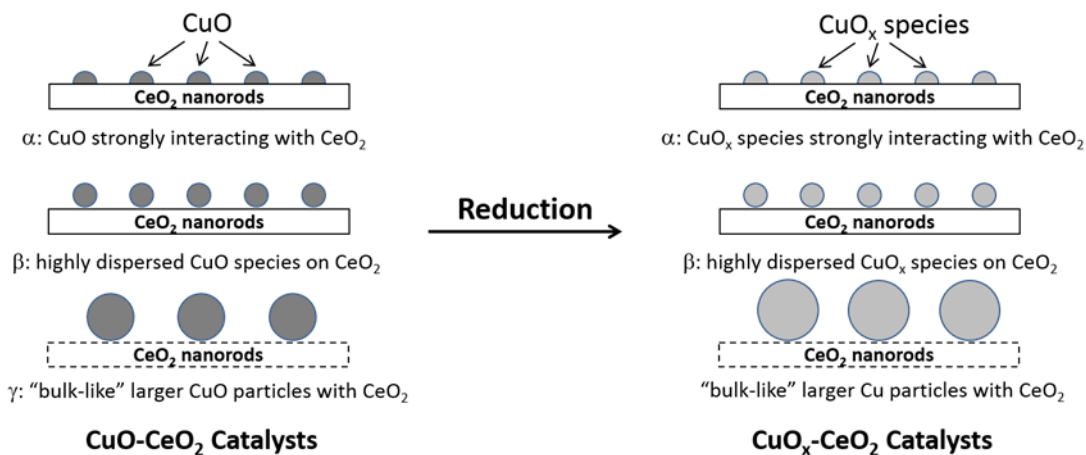 CuO
CeO₂ nanorods
α: CuO strongly interacting with CeO₂
CeO₂ nanorods
β: highly dispersed CuO species on CeO₂
CeO₂ nanorods
γ: “bulk-like” larger CuO particles with CeO₂
CuO-CeO₂ Catalysts
Reduction
CuOₓ species
CeO₂ nanorods
α: CuOₓ species strongly interacting with CeO₂
CeO₂ nanorods
β: highly dispersed CuOₓ species on CeO₂
CeO₂ nanorods
“bulk-like” larger Cu particles with CeO₂
CuOₓ-CeO₂ Catalysts